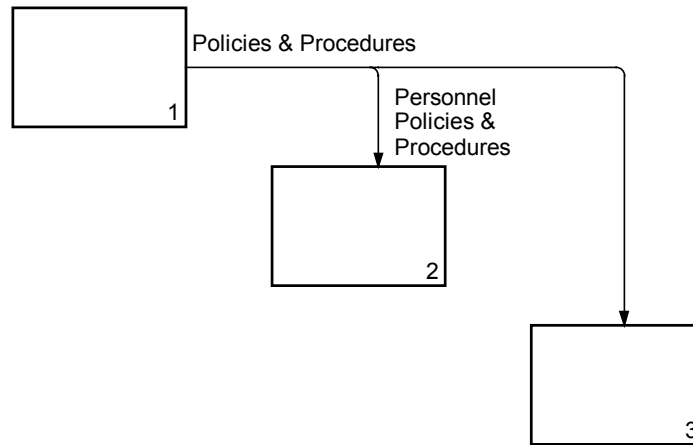 Policies & Procedures
1
Personnel
Policies &
Procedures
2
3